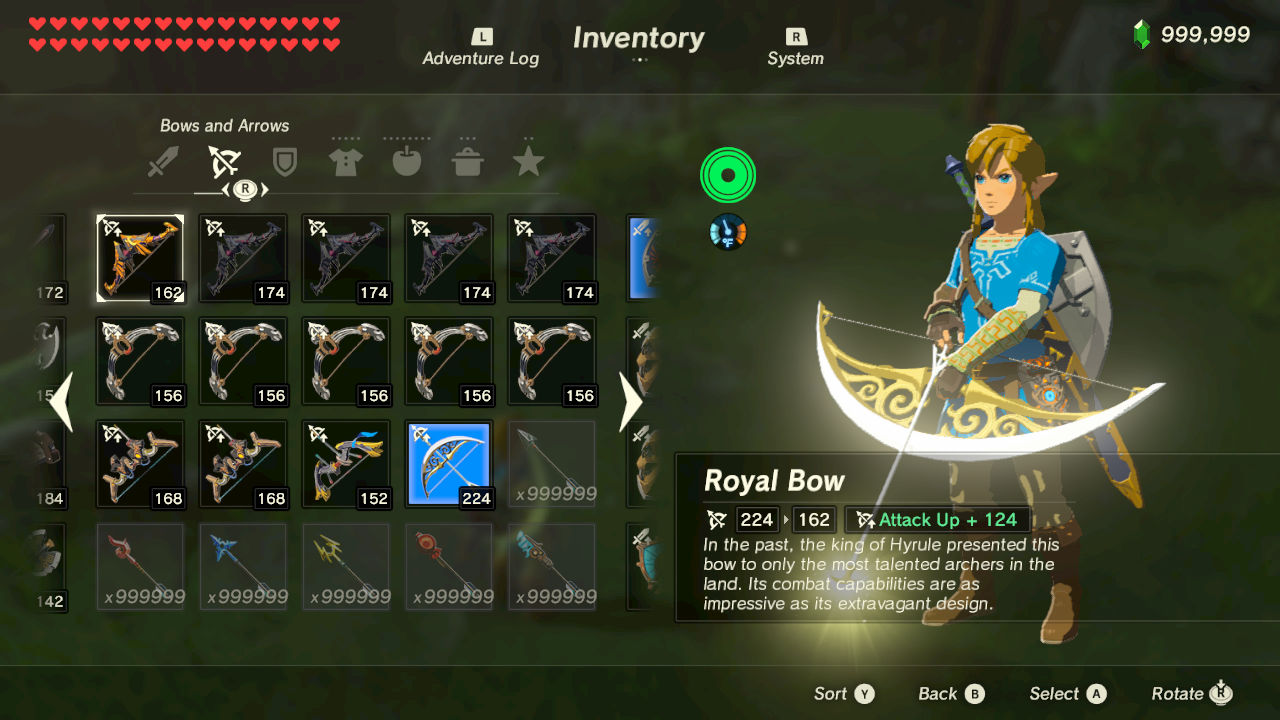 L
Adventure Log
Inventory
R
System
999,999
Bows and Arrows
R
°F
172
162
174
174
174
174
156
156
156
156
156
184
168
168
152
224
x999999
142
x999999
x999999
x999999
x999999
x999999
Royal Bow
224 162 Attack Up + 124
In the past, the king of Hyrule presented this
bow to only the most talented archers in the
land. Its combat capabilities are as
impressive as its extravagant design.
Sort Y
Back B
Select A
Rotate R